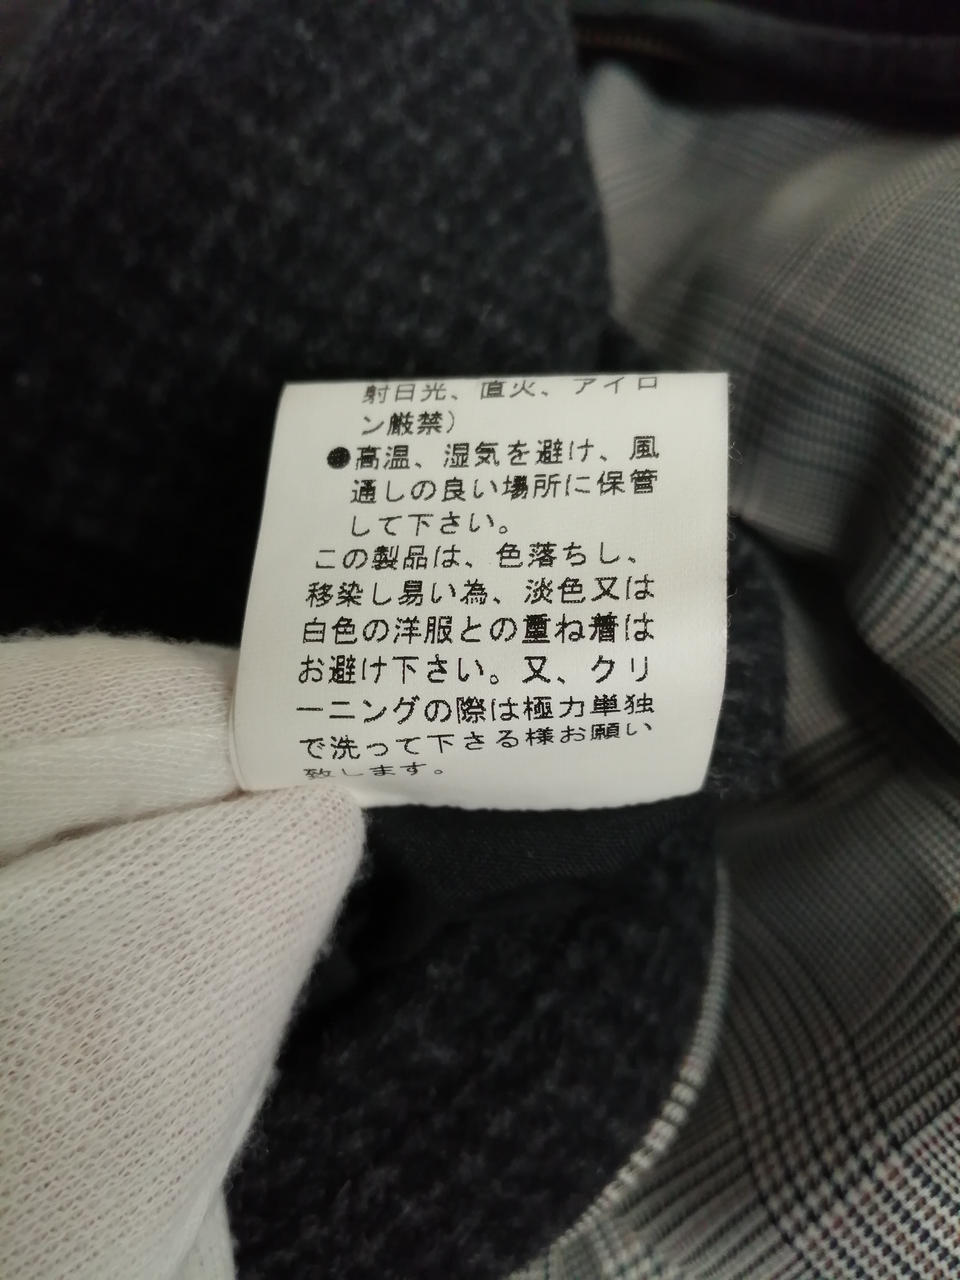 射日光、直火、アイロ
ン厳禁）
●高温、湿気を避け、風
通しの良い場所に保管
して下さい。
この製品は、色落ちし、
移染し易い為、淡色又は
白色の洋服との重ね着は
お避け下さい。又、クリ
ーニングの際は極力単独
で洗って下さる様お願い
致します。